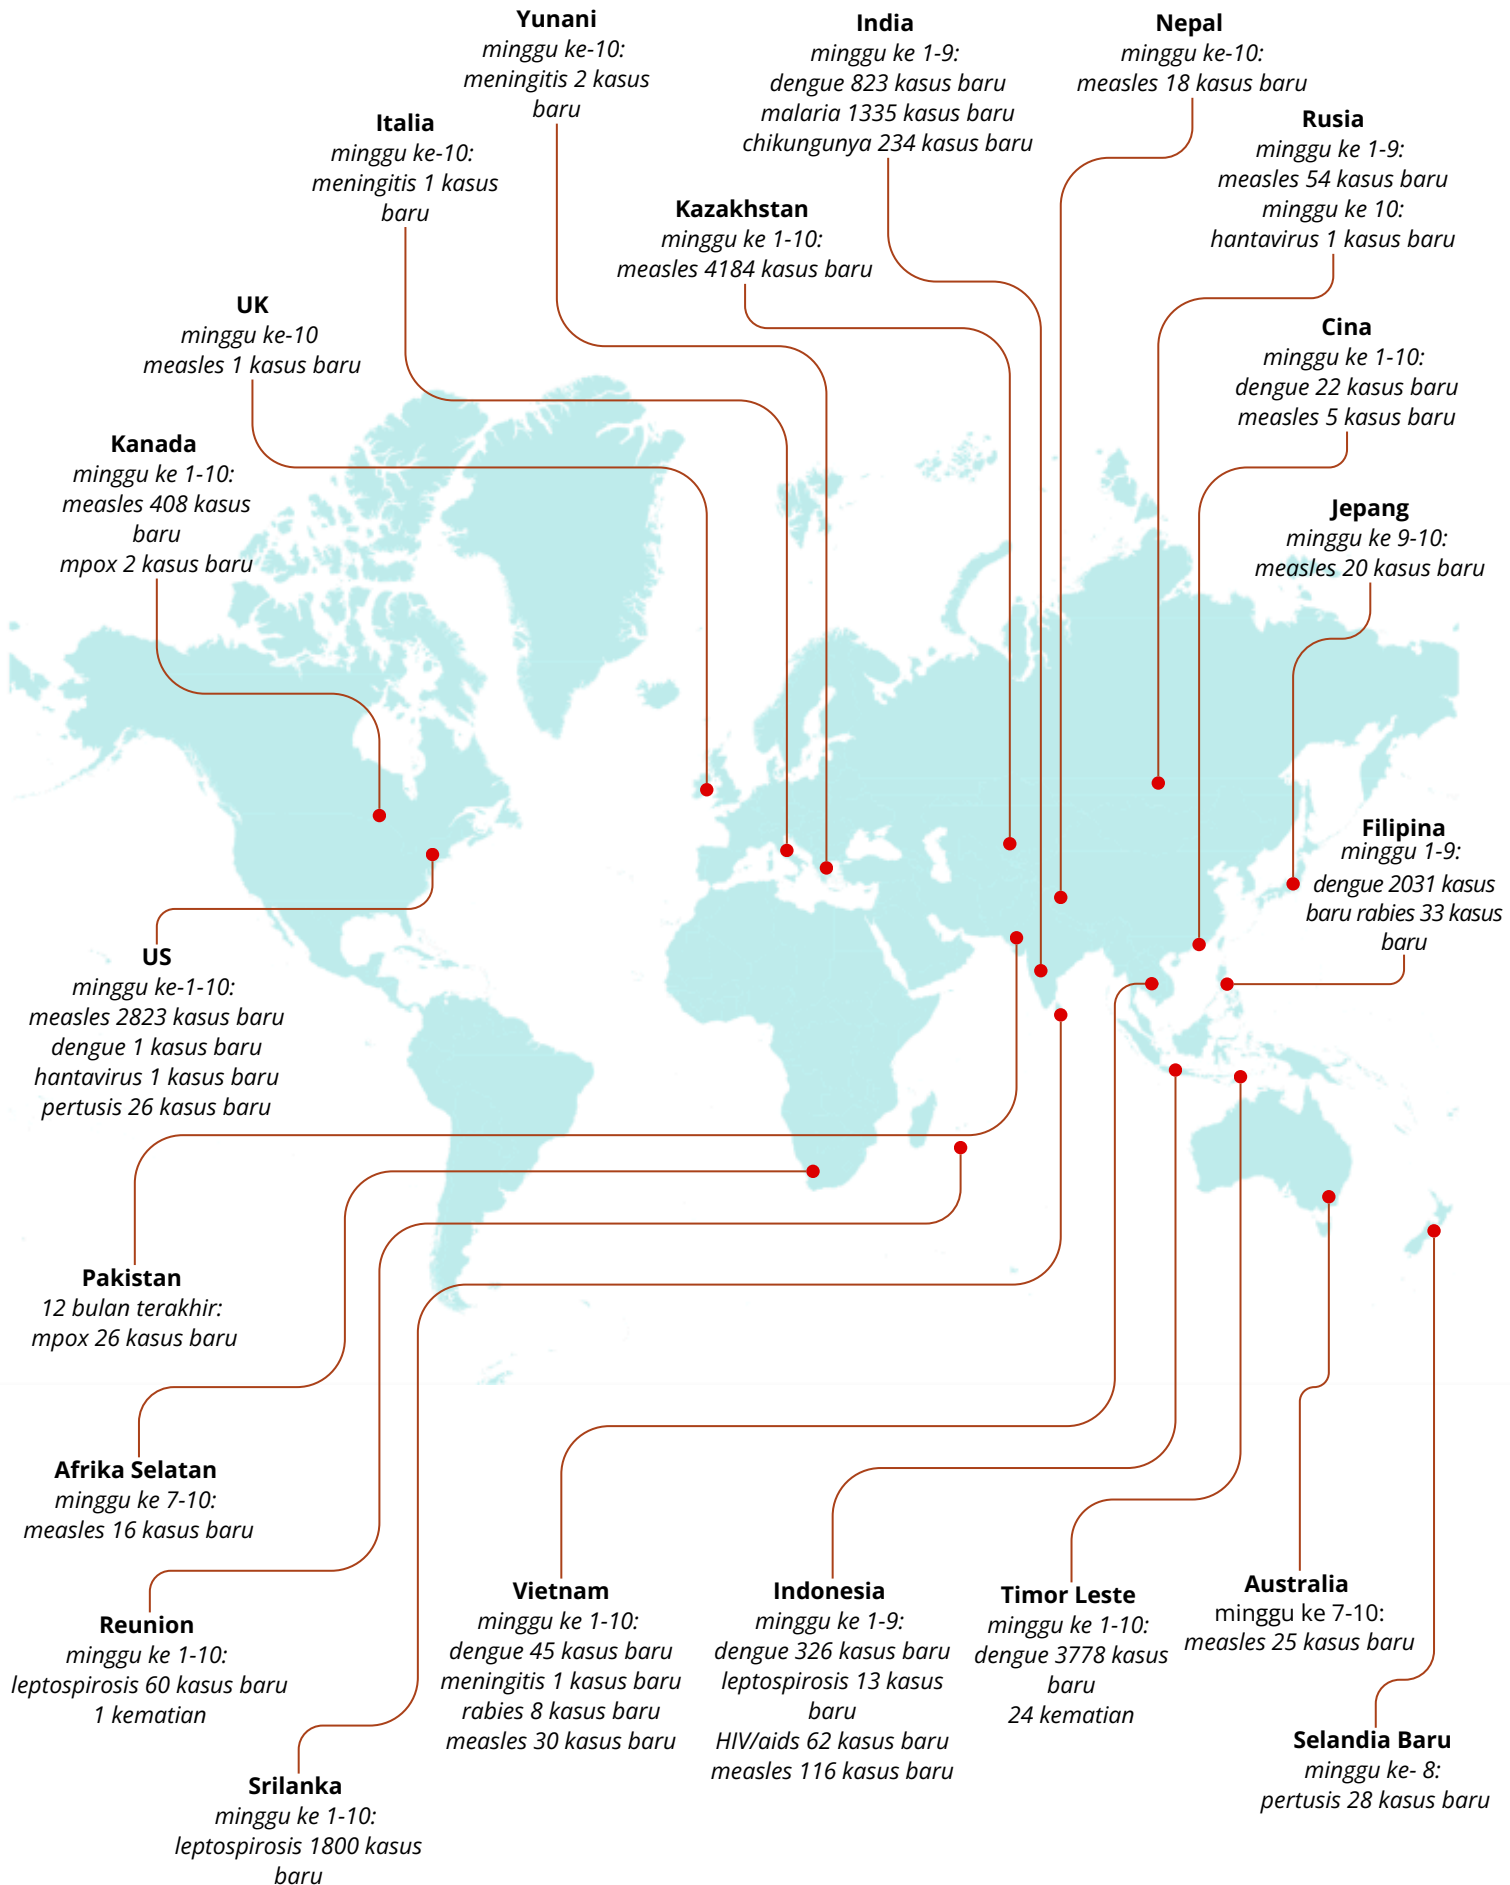 Yunani
minggu ke-10:
meningitis 2 kasus
baru
India
minggu ke 1-9:
dengue 823 kasus baru
malaria 1335 kasus baru
chikungunya 234 kasus baru
Nepal
minggu ke-10:
measles 18 kasus baru
Italia
minggu ke-10:
meningitis 1 kasus
baru
Rusia
minggu ke 1-9:
measles 54 kasus baru
minggu ke 10:
hantavirus 1 kasus baru
Kazakhstan
minggu ke 1-10:
measles 4184 kasus baru
UK
minggu ke-10
measles 1 kasus baru
Cina
minggu ke 1-10:
dengue 22 kasus baru
measles 5 kasus baru
Kanada
minggu ke 1-10:
measles 408 kasus
baru
mpox 2 kasus baru
Jepang
minggu ke 9-10:
measles 20 kasus baru
Filipina
minggu 1-9:
dengue 2031 kasus
baru rabies 33 kasus
baru
US
minggu ke-1-10:
measles 2823 kasus baru
dengue 1 kasus baru
hantavirus 1 kasus baru
pertusis 26 kasus baru
Pakistan
12 bulan terakhir:
mpox 26 kasus baru
Afrika Selatan
minggu ke 7-10:
measles 16 kasus baru
Reunion
minggu ke 1-10:
leptospirosis 60 kasus baru
1 kematian
Srilanka
minggu ke 1-10:
leptospirosis 1800 kasus
baru
Vietnam
minggu ke 1-10:
dengue 45 kasus baru
meningitis 1 kasus baru
rabies 8 kasus baru
measles 30 kasus baru
Indonesia
minggu ke 1-9:
dengue 326 kasus baru
leptospirosis 13 kasus
baru
HIV/aids 62 kasus baru
measles 116 kasus baru
Timor Leste
minggu ke 1-10:
dengue 3778 kasus
baru
24 kematian
Australia
minggu ke 7-10:
measles 25 kasus baru
Selandia Baru
minggu ke- 8:
pertusis 28 kasus baru